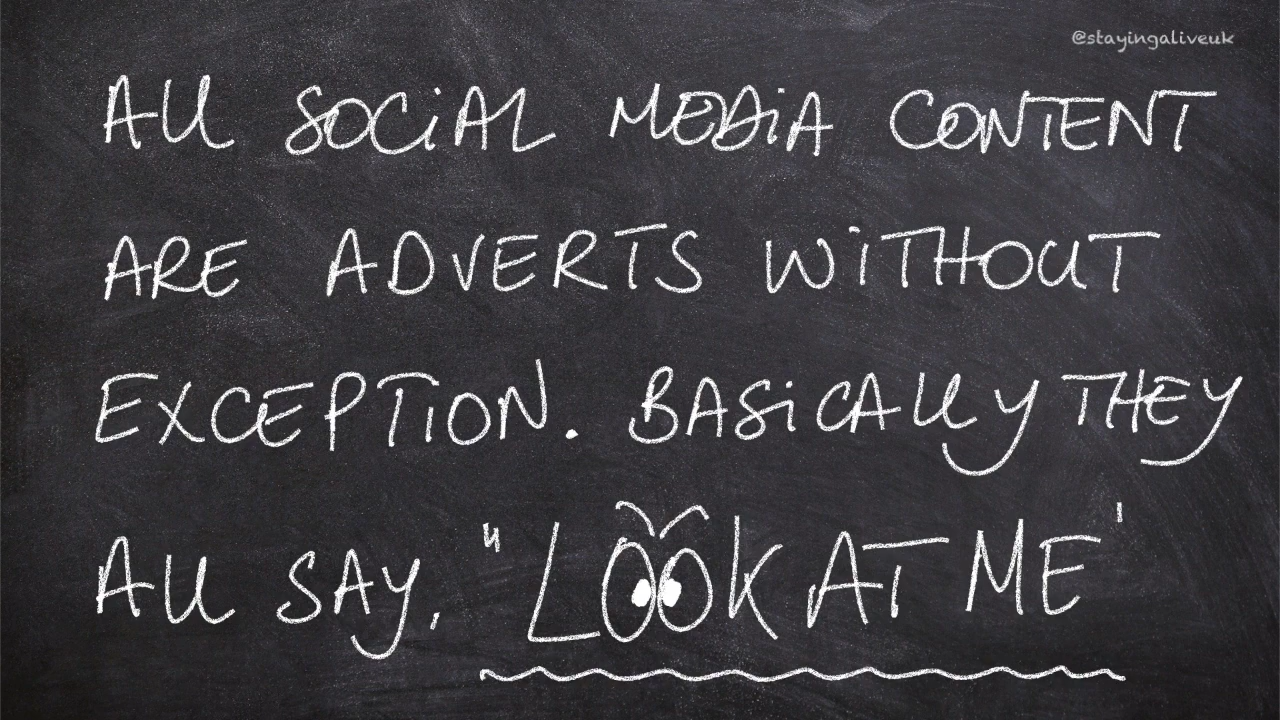 @stayingaliveuk
ALL SOCiAL MEDiA CONTENT
ARE ADVERTS WiTHOUT
EXCEPTiON. BASiCALLY THEY
ALL SAY, "LOOK AT ME'